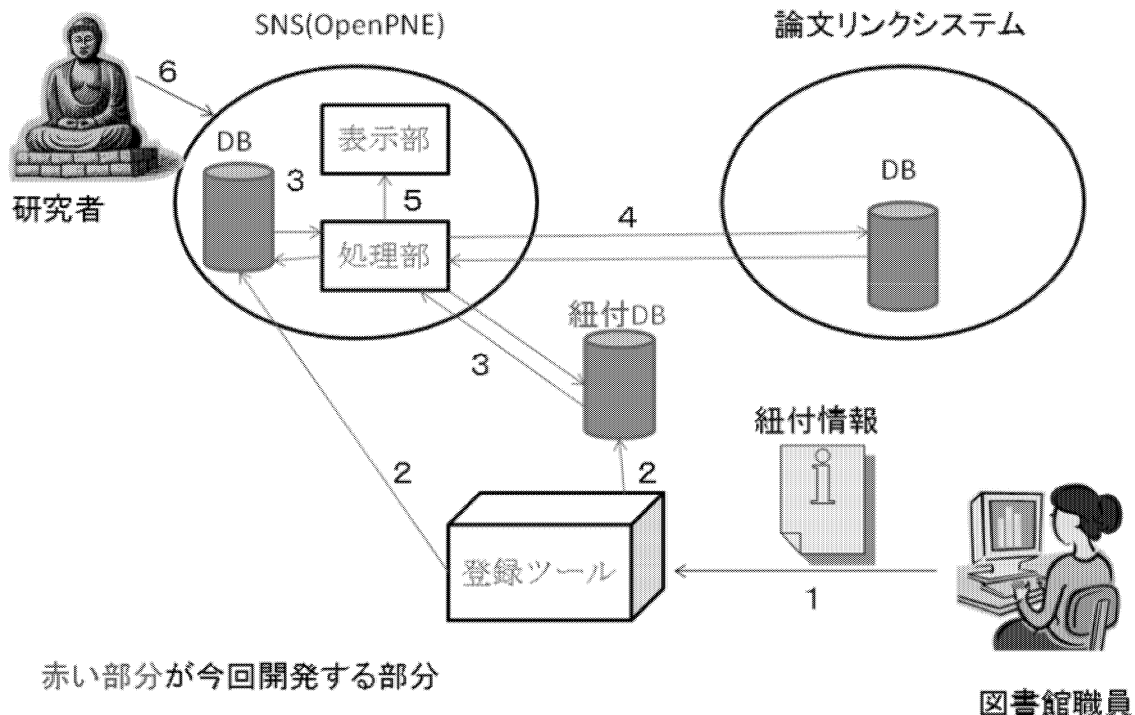 SNS(OpenPNE)
論文リンクシステム
6
DB
表示部
3
5
研究者
処理部
4
DB
紐付DB
3
紐付情報
i
2
2
登録ツール
1
赤い部分が今回開発する部分
図書館職員